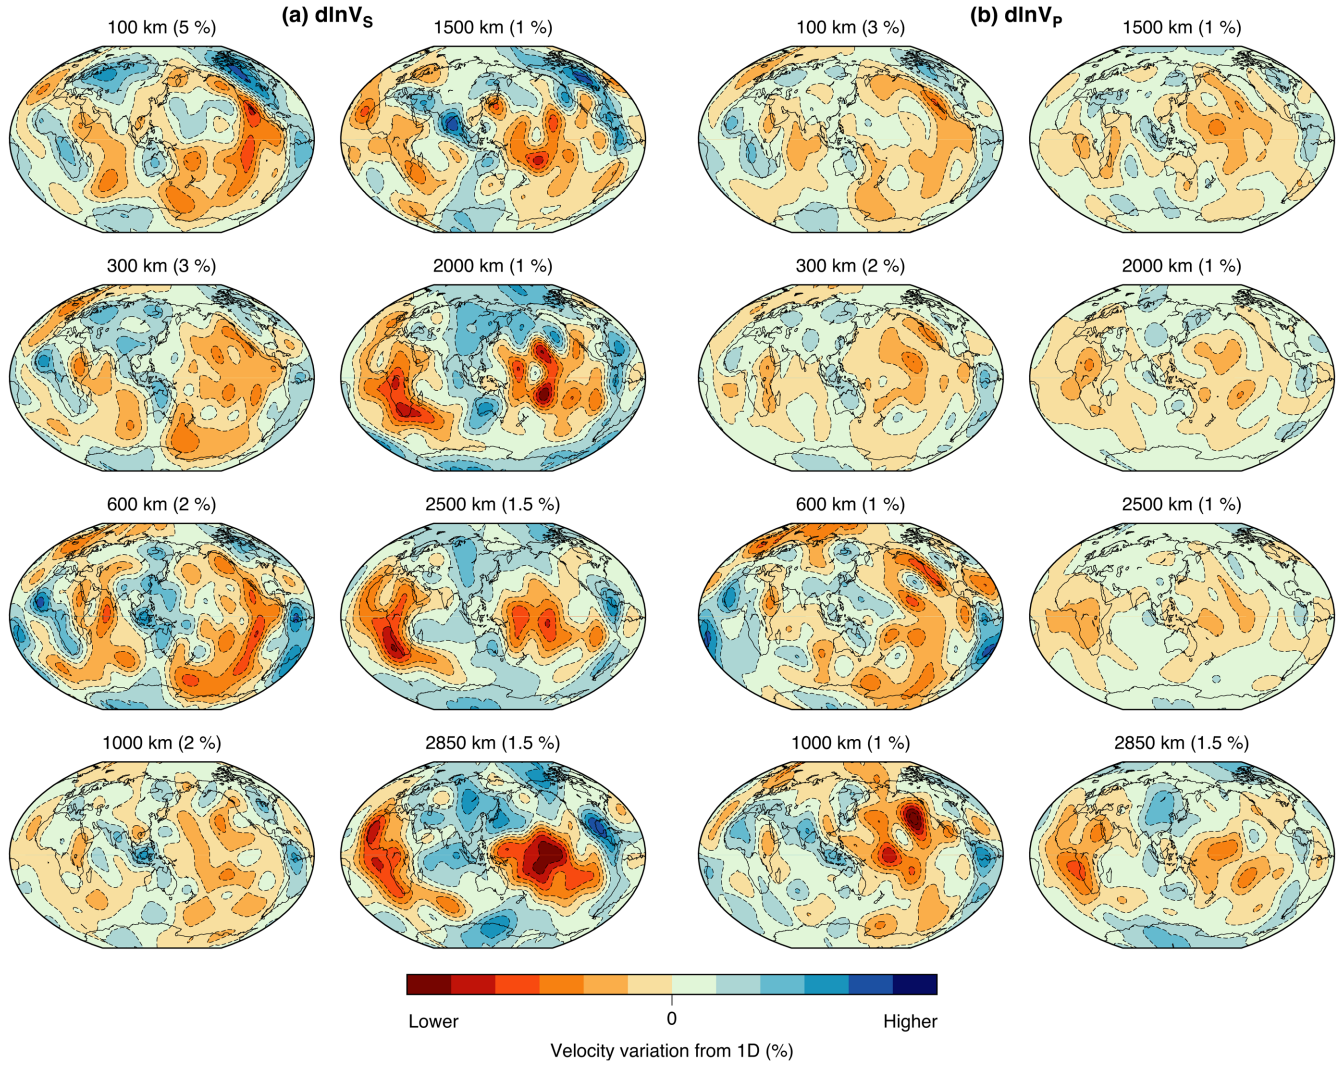 (a) dlnVS
(b) dlnVP
100 km (5 %)
1500 km (1 %)
100 km (3 %)
1500 km (1 %)
300 km (3 %)
2000 km (1 %)
300 km (2 %)
2000 km (1 %)
600 km (2 %)
2500 km (1.5 %)
600 km (1 %)
2500 km (1 %)
1000 km (2 %)
2850 km (1.5 %)
1000 km (1 %)
2850 km (1.5 %)
Lower
0
Higher
Velocity variation from 1D (%)